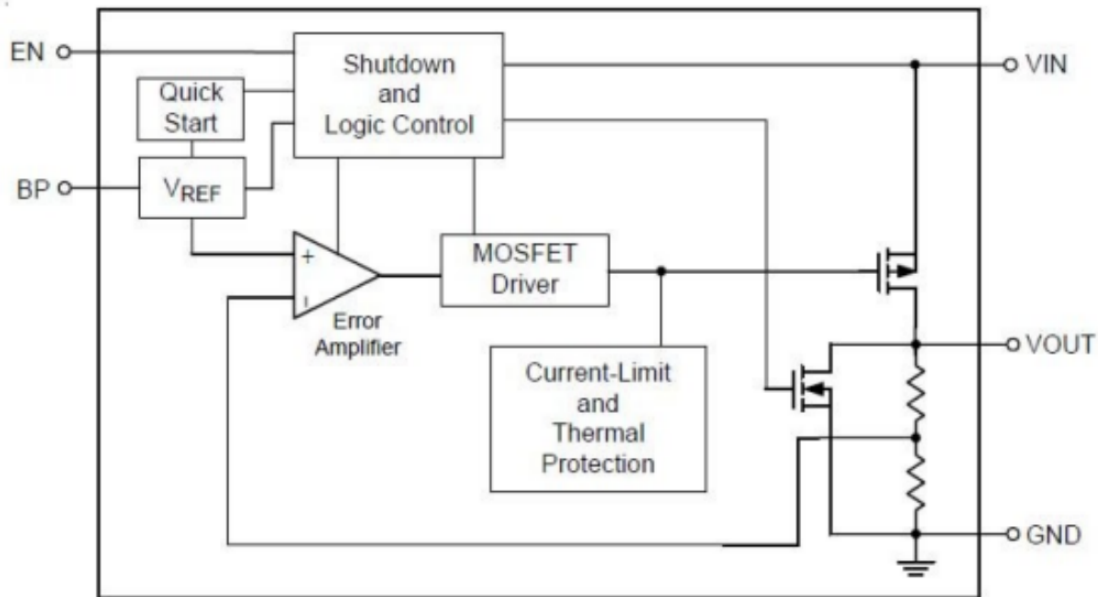 EN
Shutdown
and
Logic Control
VIN
Quick
Start
BP
VREF
+
MOSFET
Driver
Error
Amplifier
VOUT
Current-Limit
and
Thermal
Protection
GND